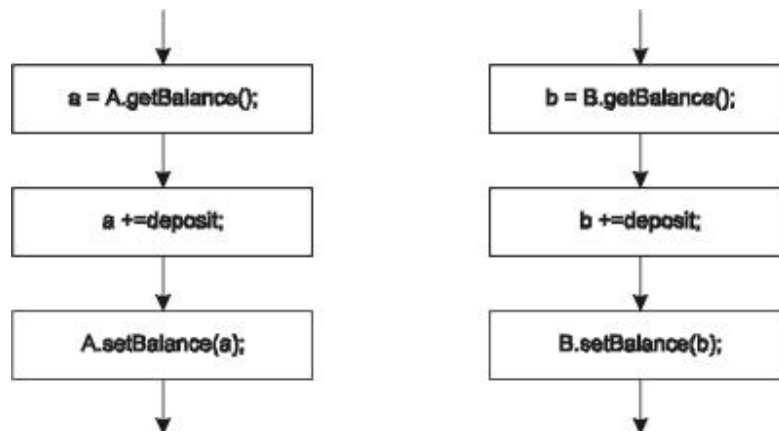 a = A.getBalance();
b = B.getBalance();
a +=deposit;
b +=deposit;
A.setBalance(a);
B.setBalance(b);